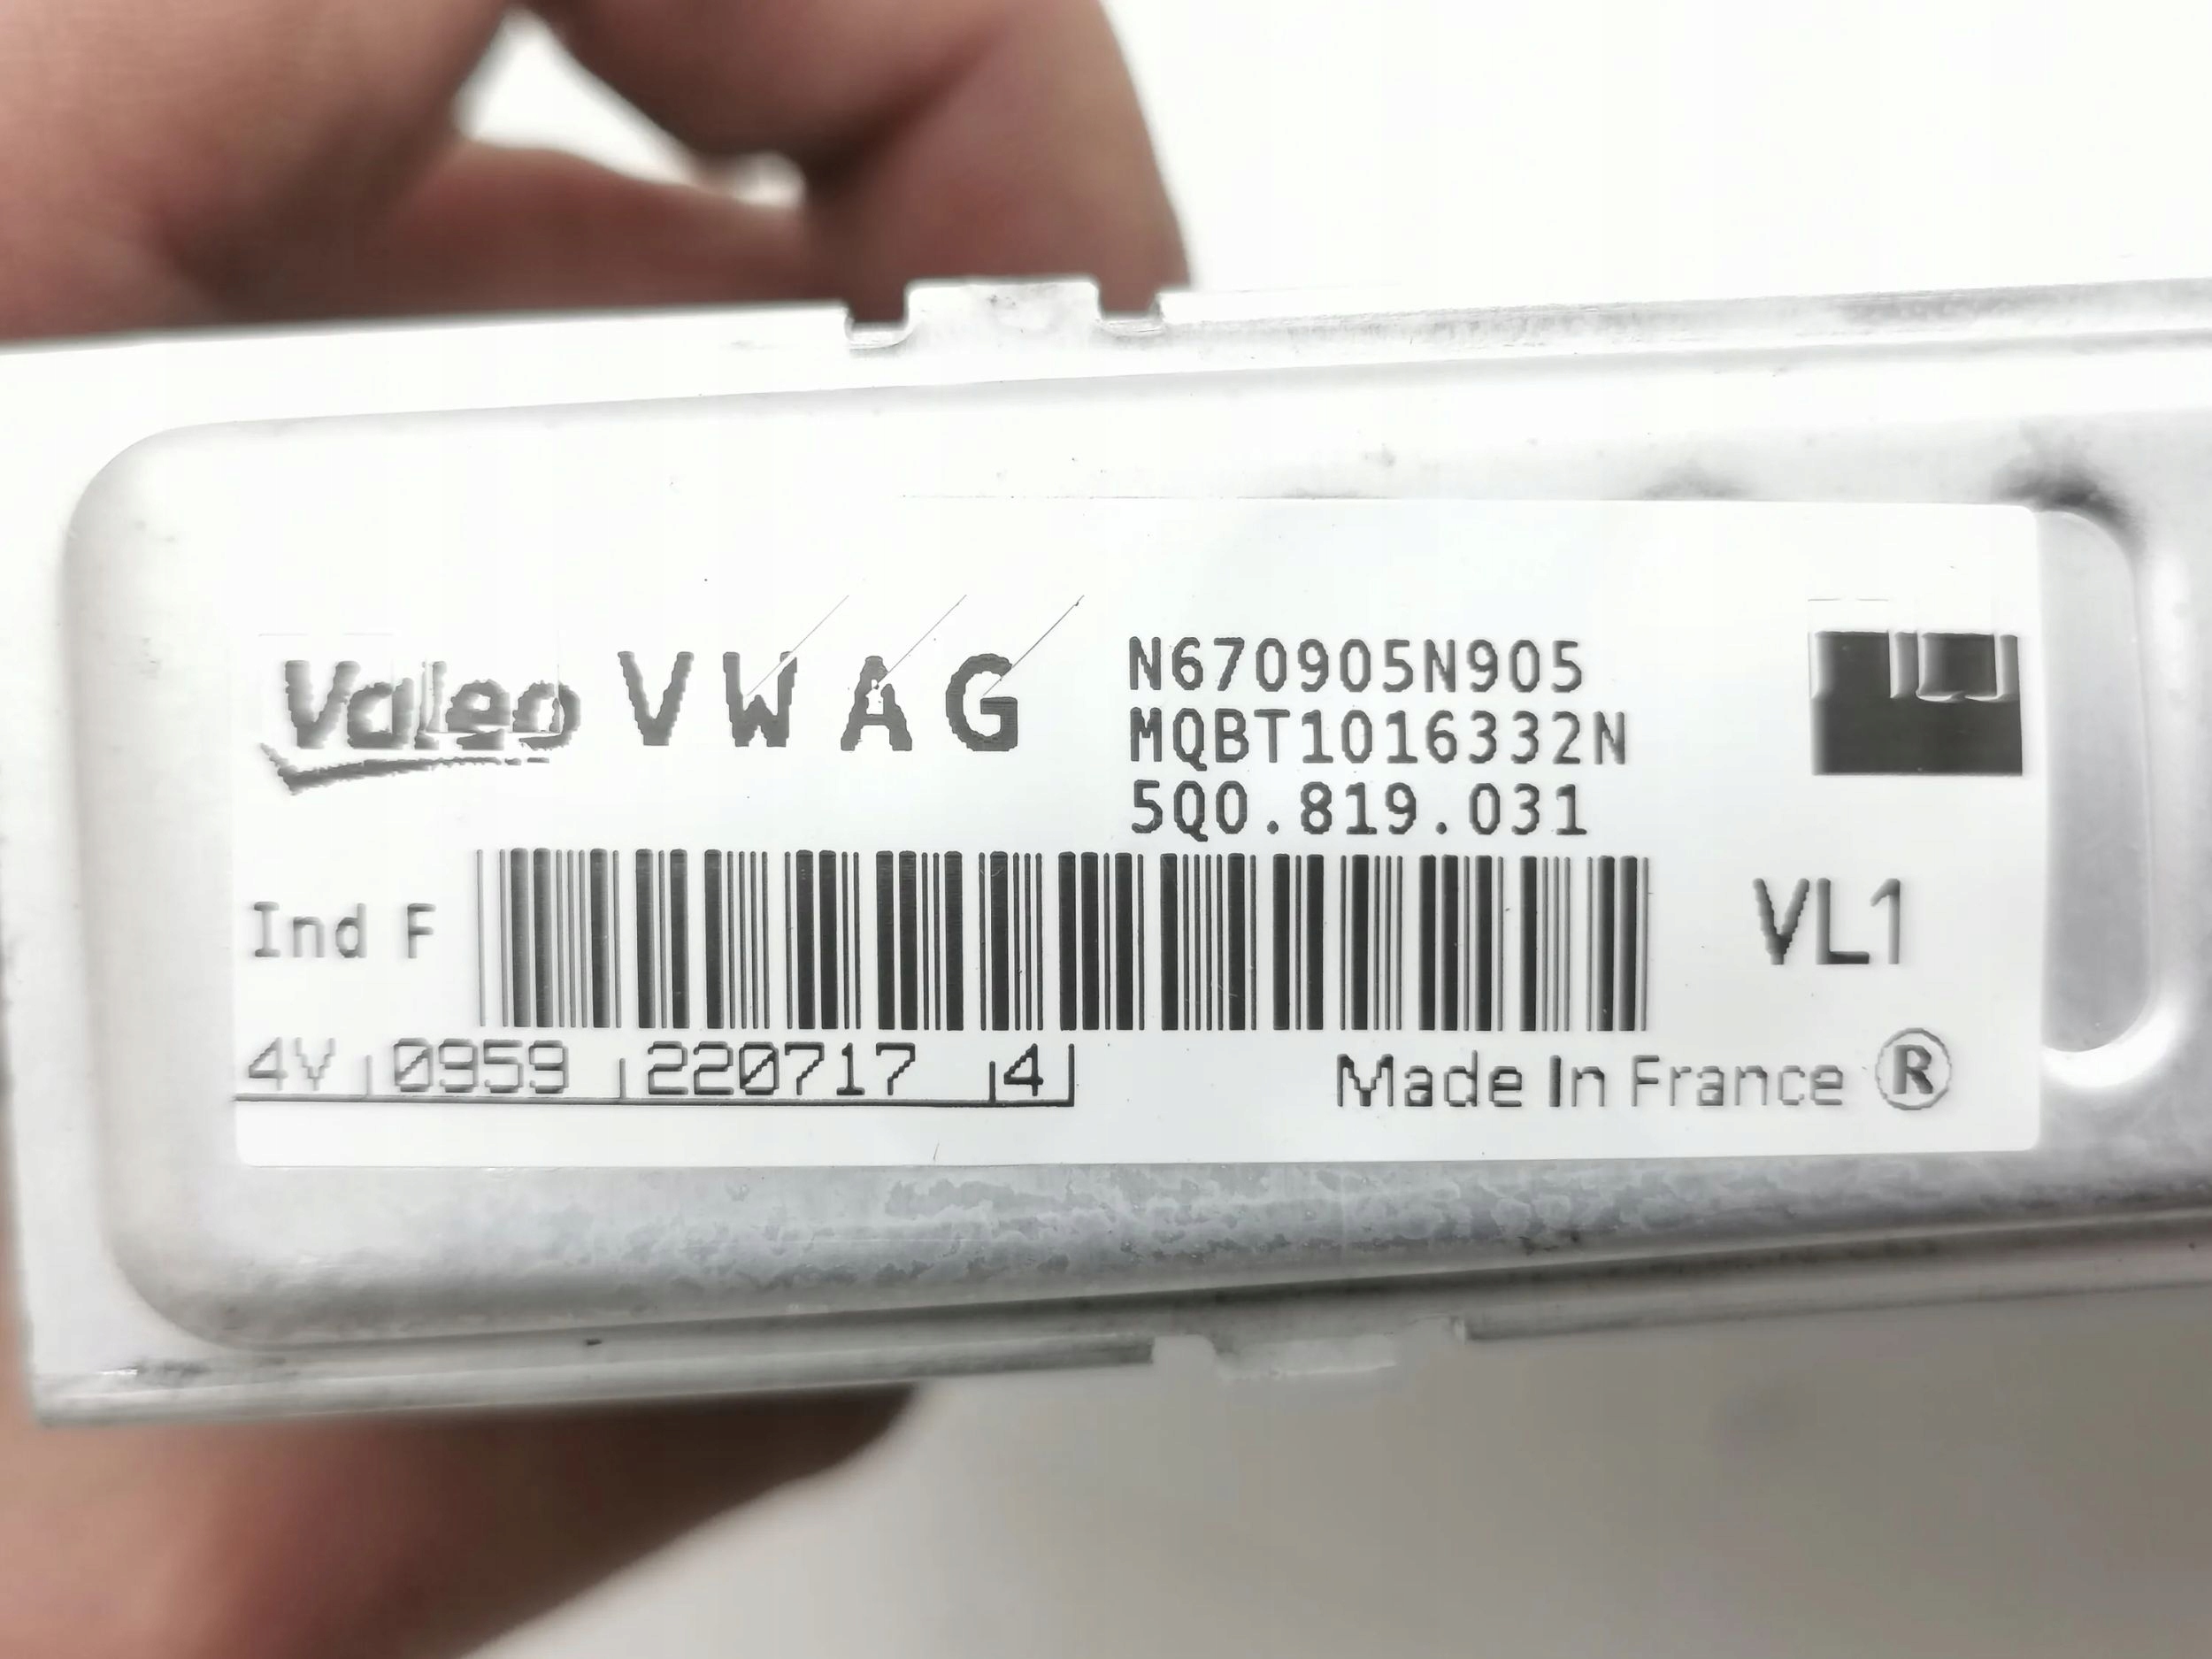 Valeo VWAG
N670905N905
MQBT1016332N
5Q0.819.031
Ind F
VL1
4V 0959 220717 4
Made In France ®